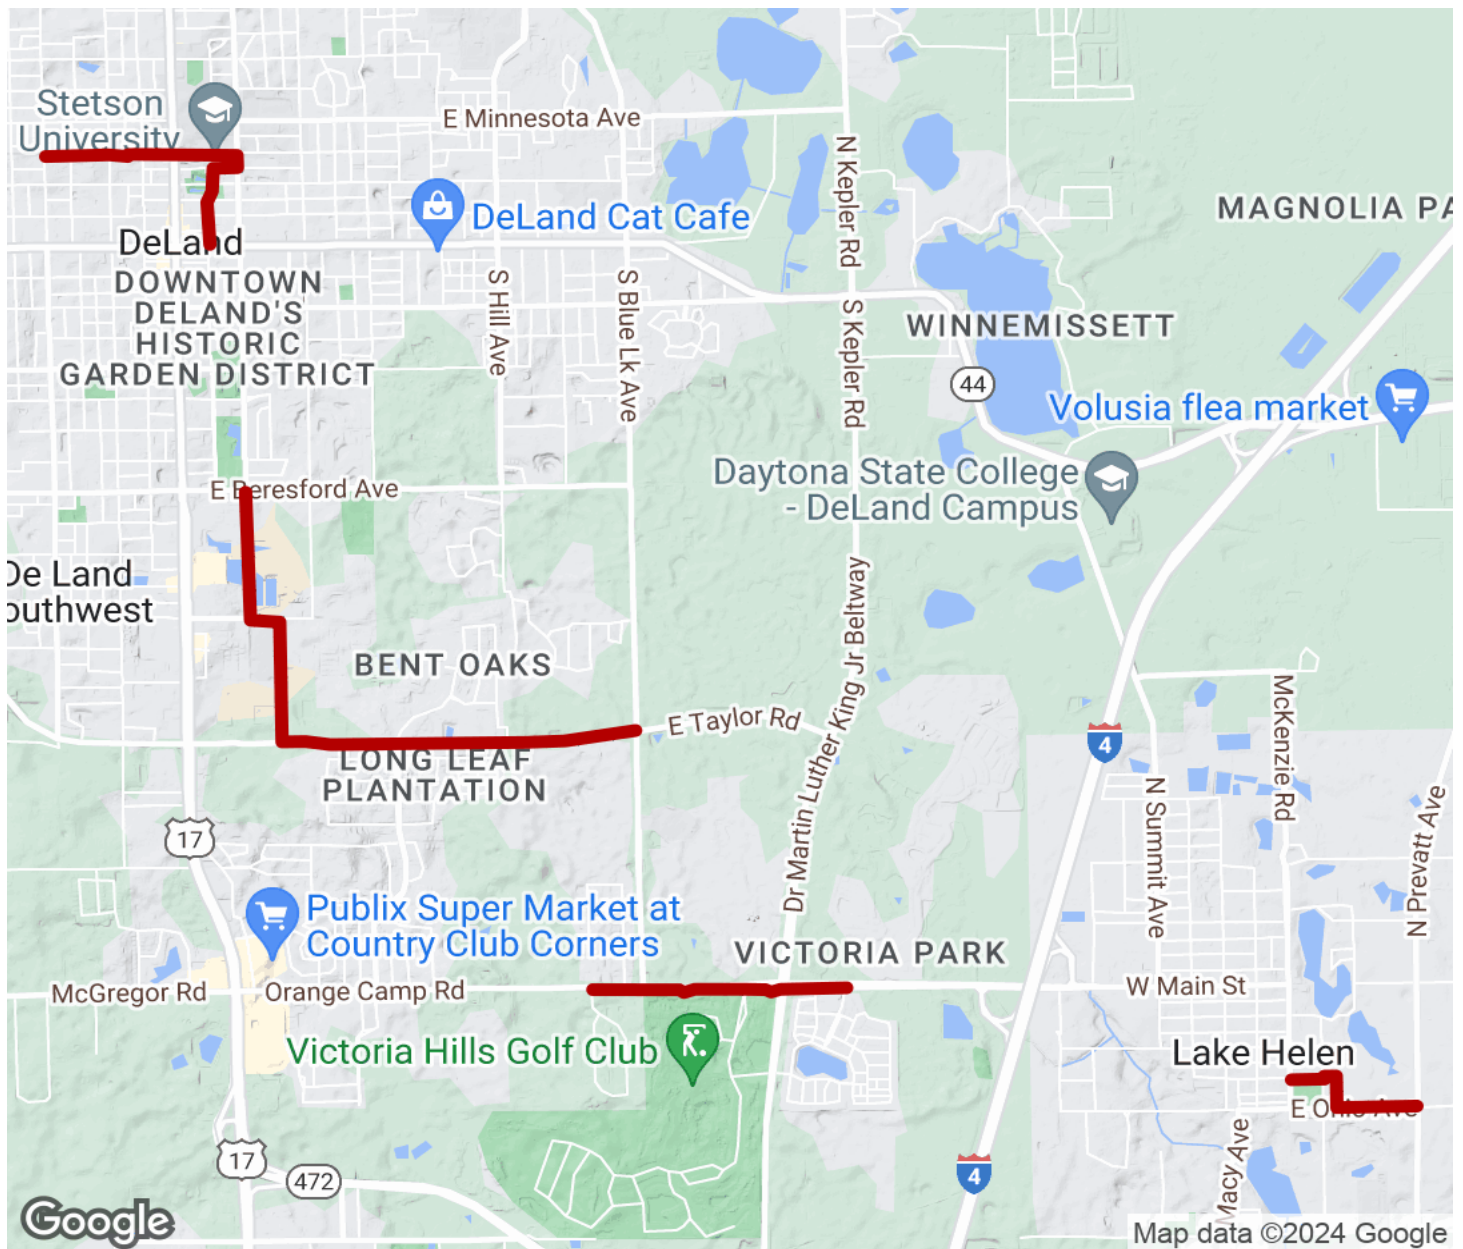 Stetson
University
E Minnesota Ave
N Kepler Rd
DeLand Cat Cafe
MAGNOLIA PA
DeLand
DOWNTOWN
DELAND'S
HISTORIC
GARDEN DISTRICT
S Hill Ave
S Blue Lk Ave
S Kepler Rd
WINNEMISSETT
44
Volusia flea market
Daytona State College
- DeLand Campus
E Beresford Ave
De Land
outhwest
Dr Martin Luther King Jr Beltway
BENT OAKS
E Taylor Rd
McKenzie Rd
4
LONG LEAF
PLANTATION
17
N Summit Ave
N Prevatt Ave
Publix Super Market at
Country Club Corners
VICTORIA PARK
McGregor Rd
Orange Camp Rd
W Main St
Victoria Hills Golf Club
Lake Helen
E Ohio Ave
Macy Ave
17
472
4
Google
Map data ©2024 Google